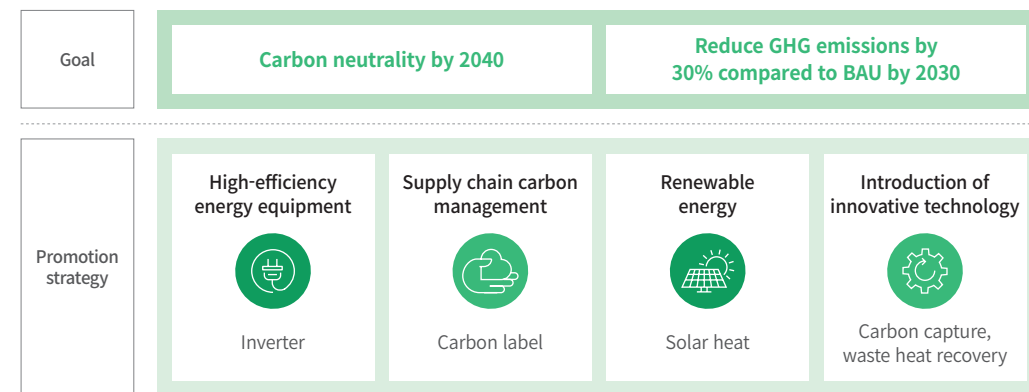 Goal
Carbon neutrality by 2040
Reduce GHG emissions by
30% compared to BAU by 2030
Promotion
strategy
High-efficiency
energy equipment
Inverter
Supply chain carbon
management
Carbon label
Renewable
energy
Solar heat
Introduction of
innovative technology
Carbon capture,
waste heat recovery